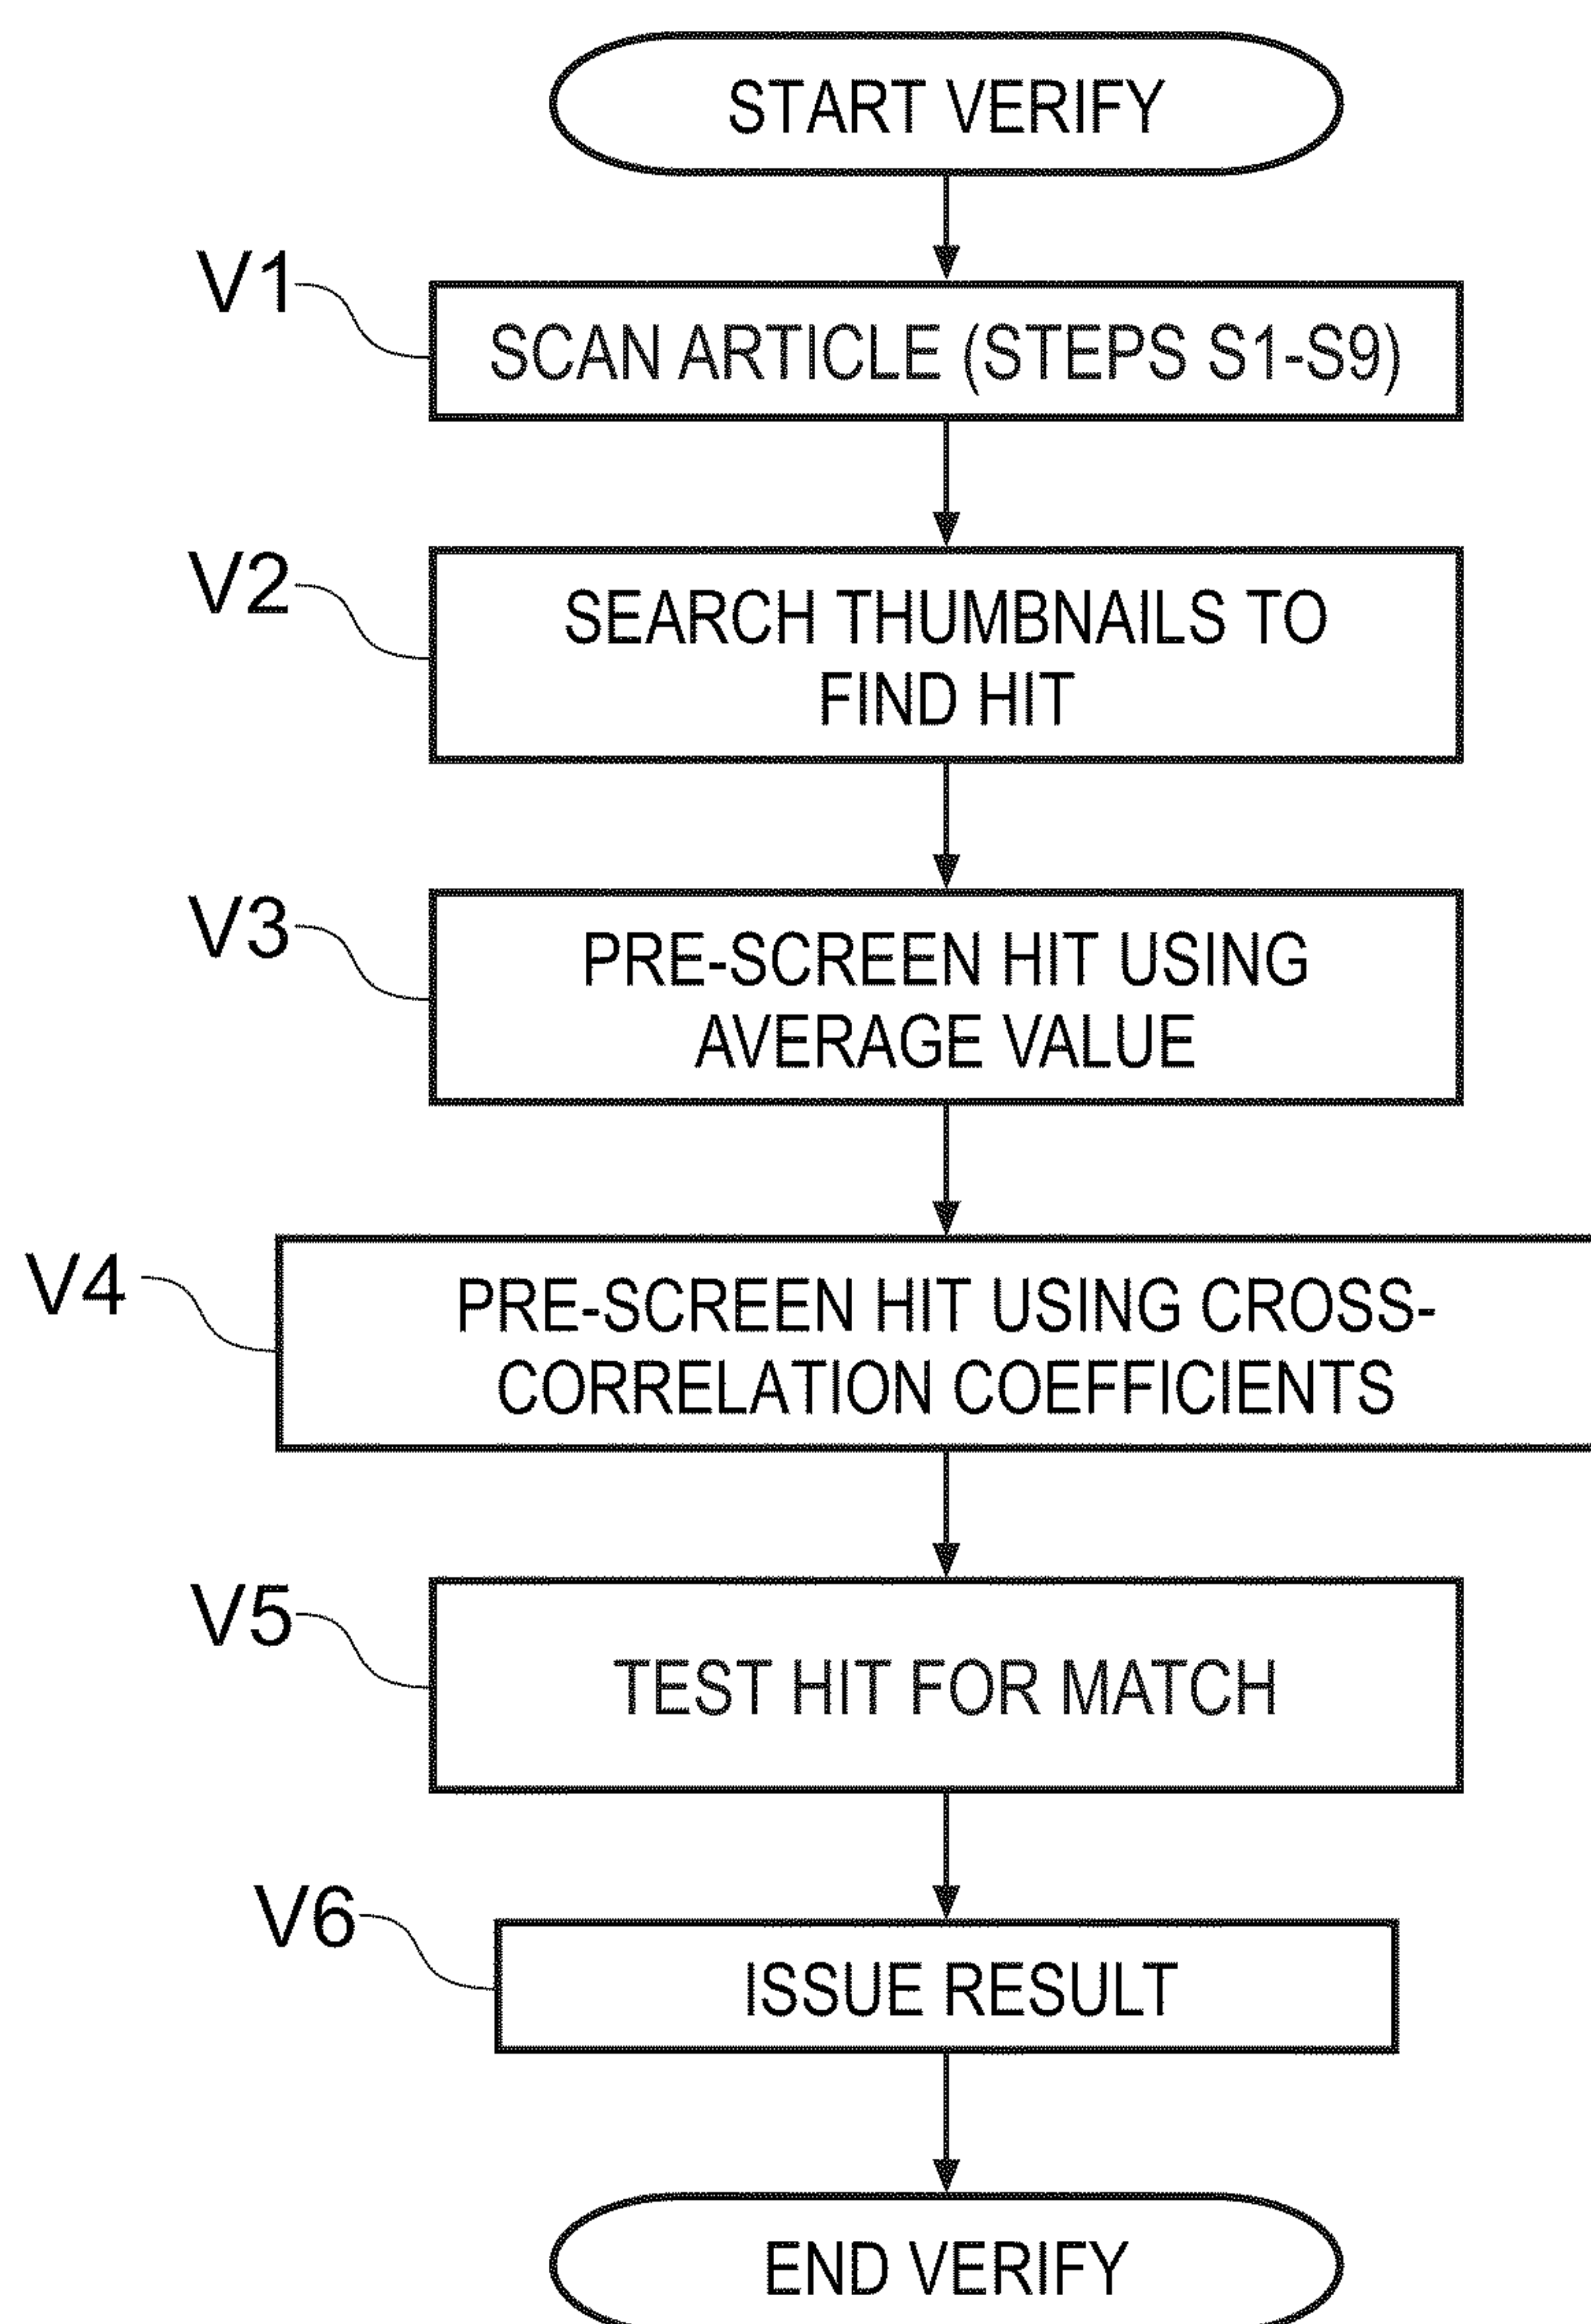 START VERIFY
V1
SCAN ARTICLE (STEPS S1-S9)
V2
SEARCH THUMBNAILS TO
FIND HIT
V3
PRE-SCREEN HIT USING
AVERAGE VALUE
V4
PRE-SCREEN HIT USING CROSS-
CORRELATION COEFFICIENTS
V5
TEST HIT FOR MATCH
V6
ISSUE RESULT
END VERIFY